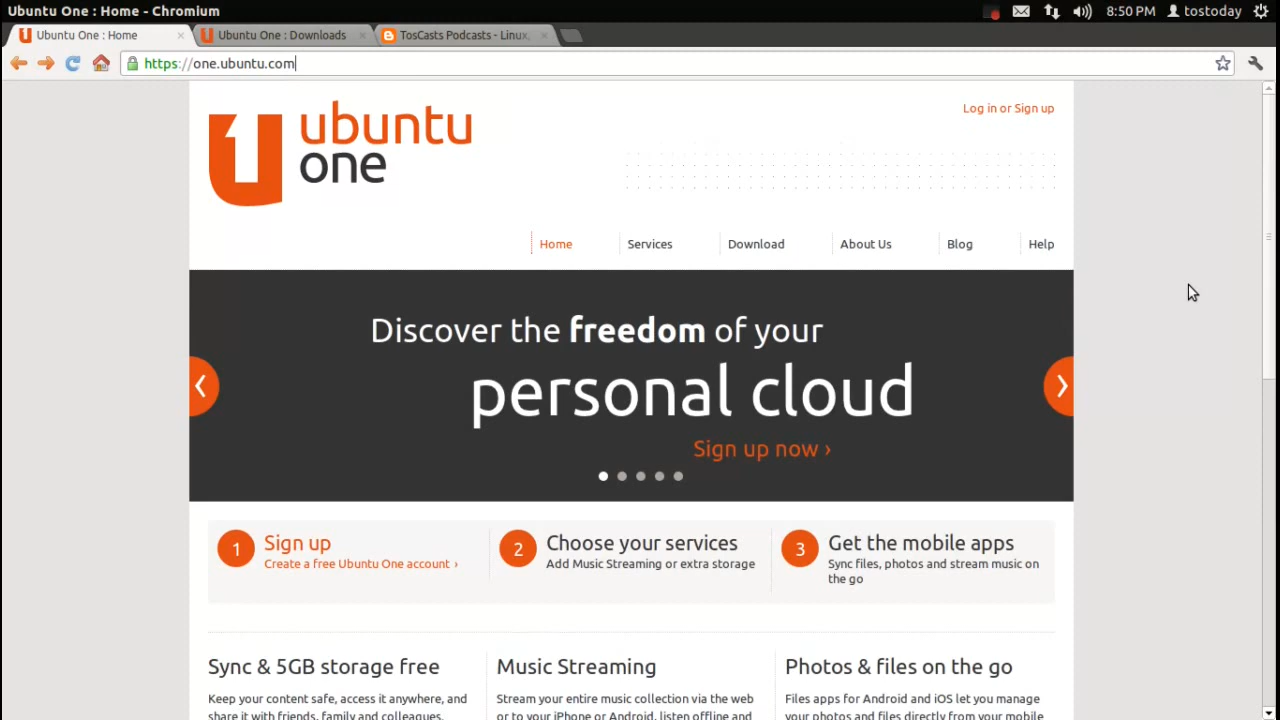 Ubuntu One : Home - Chromium
8:50 PM tostoday
Ubuntu One : Home
Ubuntu One : Downloads
TosCasts Podcasts - Linux,
https://one.ubuntu.com
ubuntu
one
Log in or Sign up
Home Services Download About Us Blog Help
Discover the freedom of your
personal cloud
Sign up now ›
1 Sign up
Create a free Ubuntu One account ›
2 Choose your services
Add Music Streaming or extra storage
3 Get the mobile apps
Sync files, photos and stream music on
the go
Sync & 5GB storage free
Keep your content safe, access it anywhere, and
share it with friends, family and colleagues.
Music Streaming
Stream your entire music collection via the web
or to your iPhone or Android, listen offline and
Photos & files on the go
Files apps for Android and iOS let you manage
your photos and files directly from your mobile